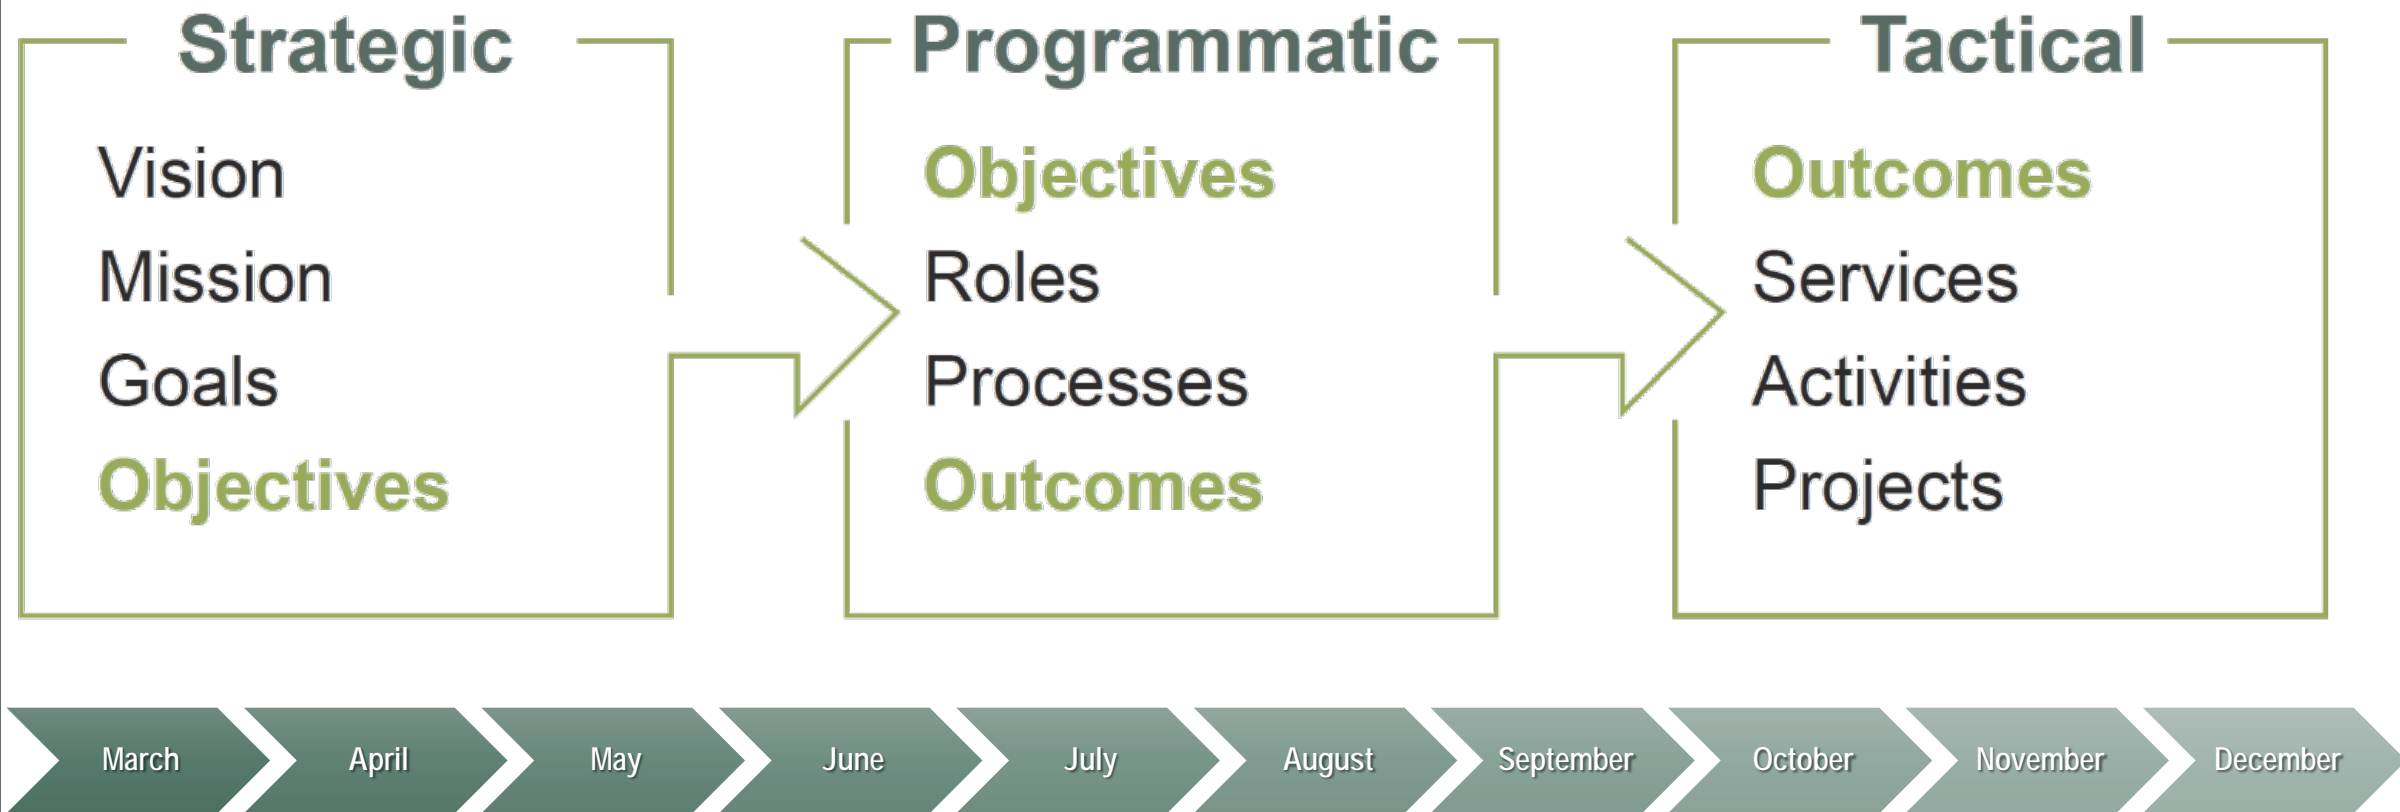 Strategic
Vision
Mission
Goals
Objectives
Programmatic
Objectives
Roles
Processes
Outcomes
Tactical
Outcomes
Services
Activities
Projects
March April May June July August September October November December